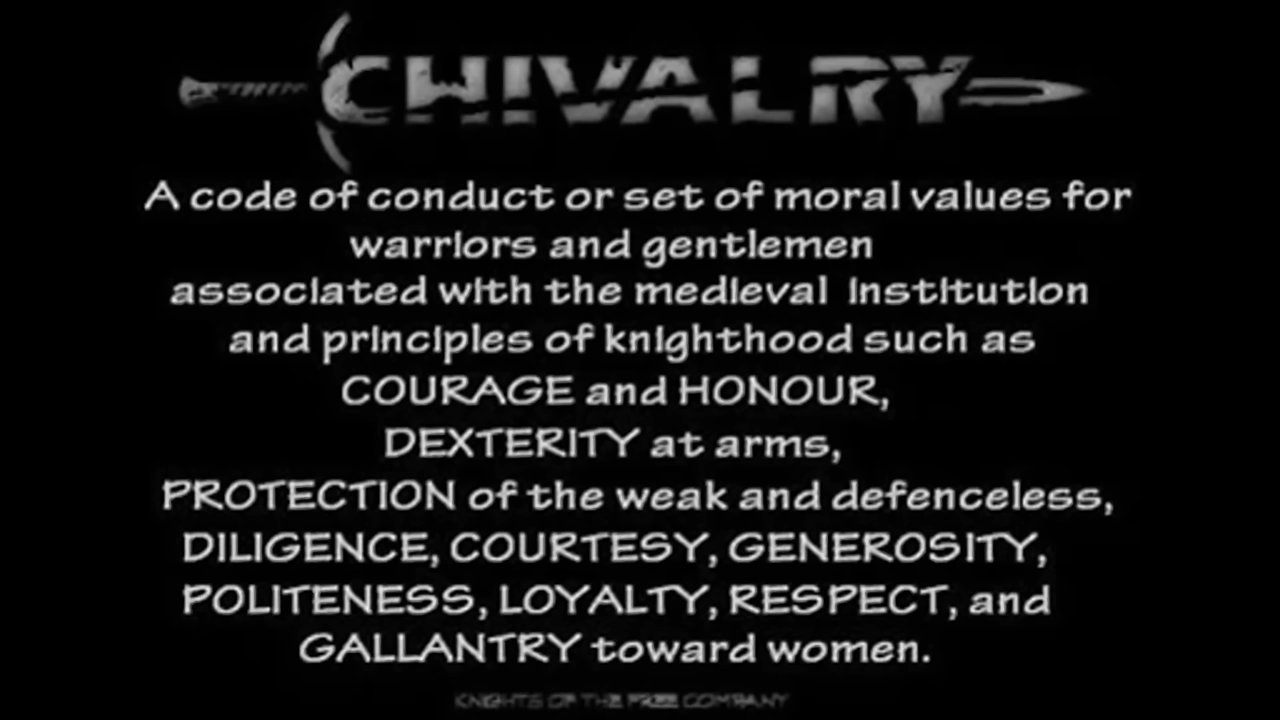 CHIVALRY
A code of conduct or set of moral values for
warriors and gentlemen
associated with the medieval institution
and principles of knighthood such as
COURAGE and HONOUR,
DEXTERITY at arms,
PROTECTION of the weak and defenceless,
DILIGENCE, COURTESY, GENEROSITY,
POLITENESS, LOYALTY, RESPECT, and
GALLANTRY toward women.
KNIGHTS OF THE FREE COMPANY